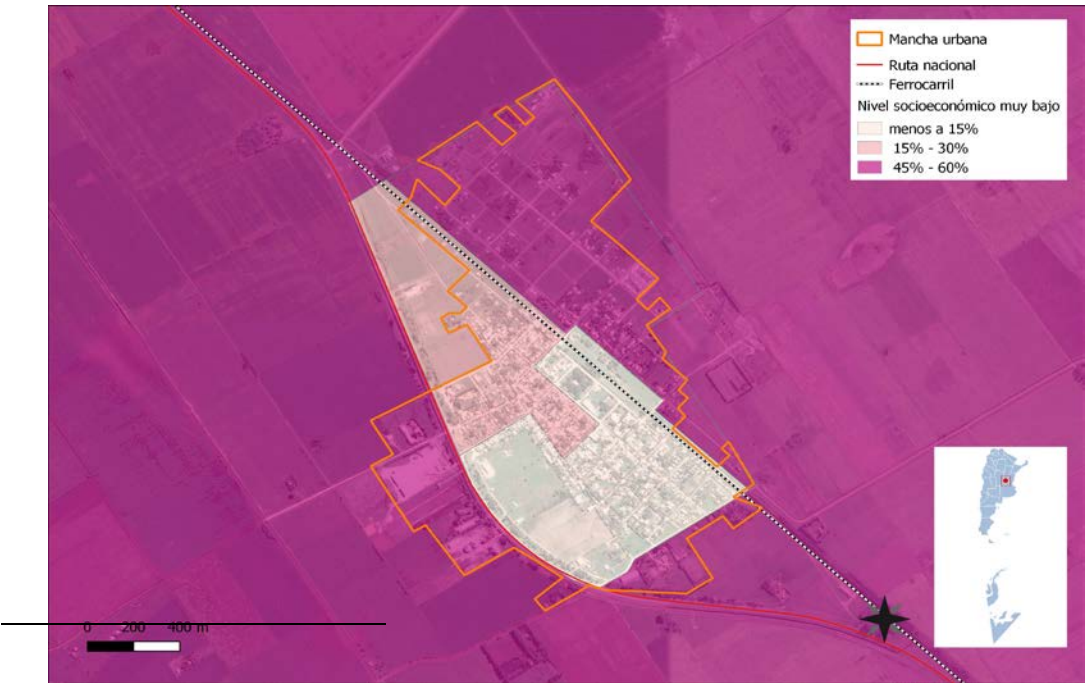 Mancha urbana
Ruta nacional
Ferrocarril
Nivel socioeconómico muy bajo
menos a 15%
15% - 30%
45% - 60%
0 200 400 m